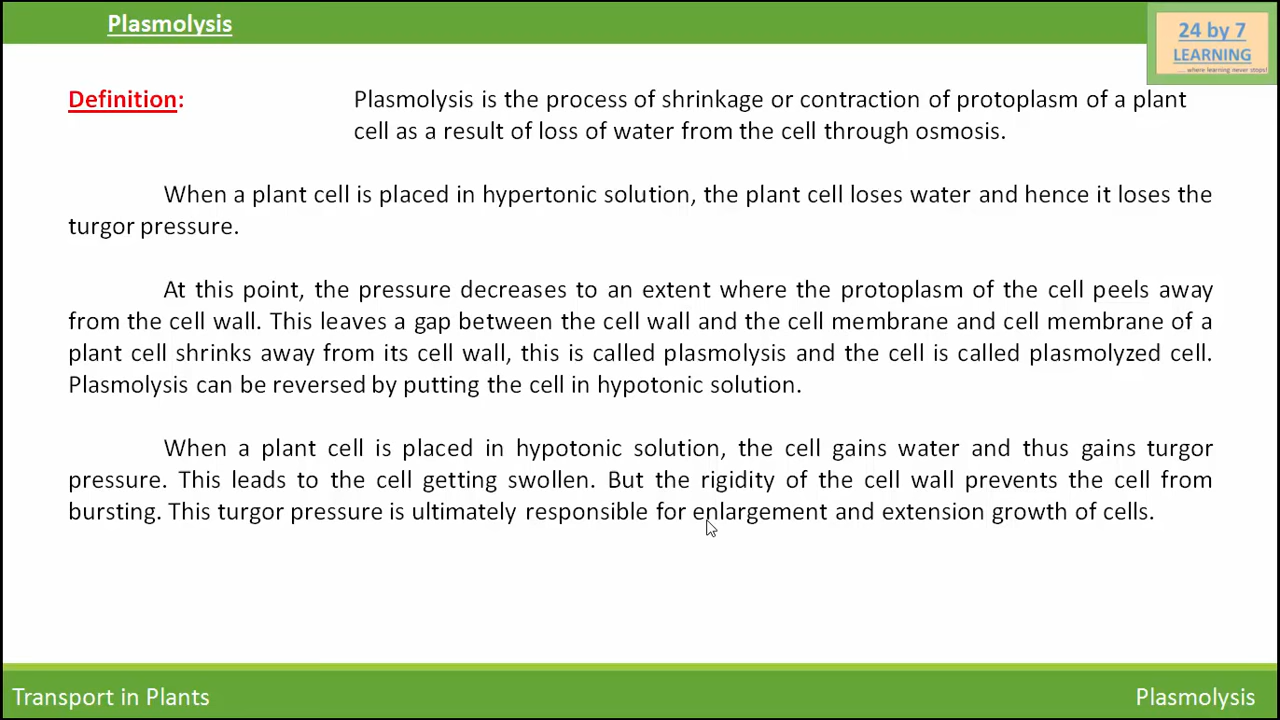 Plasmolysis
24 by 7
LEARNING
.....where learning never stops!
Definition:
Plasmolysis is the process of shrinkage or contraction of protoplasm of a plant
cell as a result of loss of water from the cell through osmosis.
When a plant cell is placed in hypertonic solution, the plant cell loses water and hence it loses the
turgor pressure.
At this point, the pressure decreases to an extent where the protoplasm of the cell peels away
from the cell wall. This leaves a gap between the cell wall and the cell membrane and cell membrane of a
plant cell shrinks away from its cell wall, this is called plasmolysis and the cell is called plasmolyzed cell.
Plasmolysis can be reversed by putting the cell in hypotonic solution.
When a plant cell is placed in hypotonic solution, the cell gains water and thus gains turgor
pressure. This leads to the cell getting swollen. But the rigidity of the cell wall prevents the cell from
bursting. This turgor pressure is ultimately responsible for enlargement and extension growth of cells.
Transport in Plants
Plasmolysis